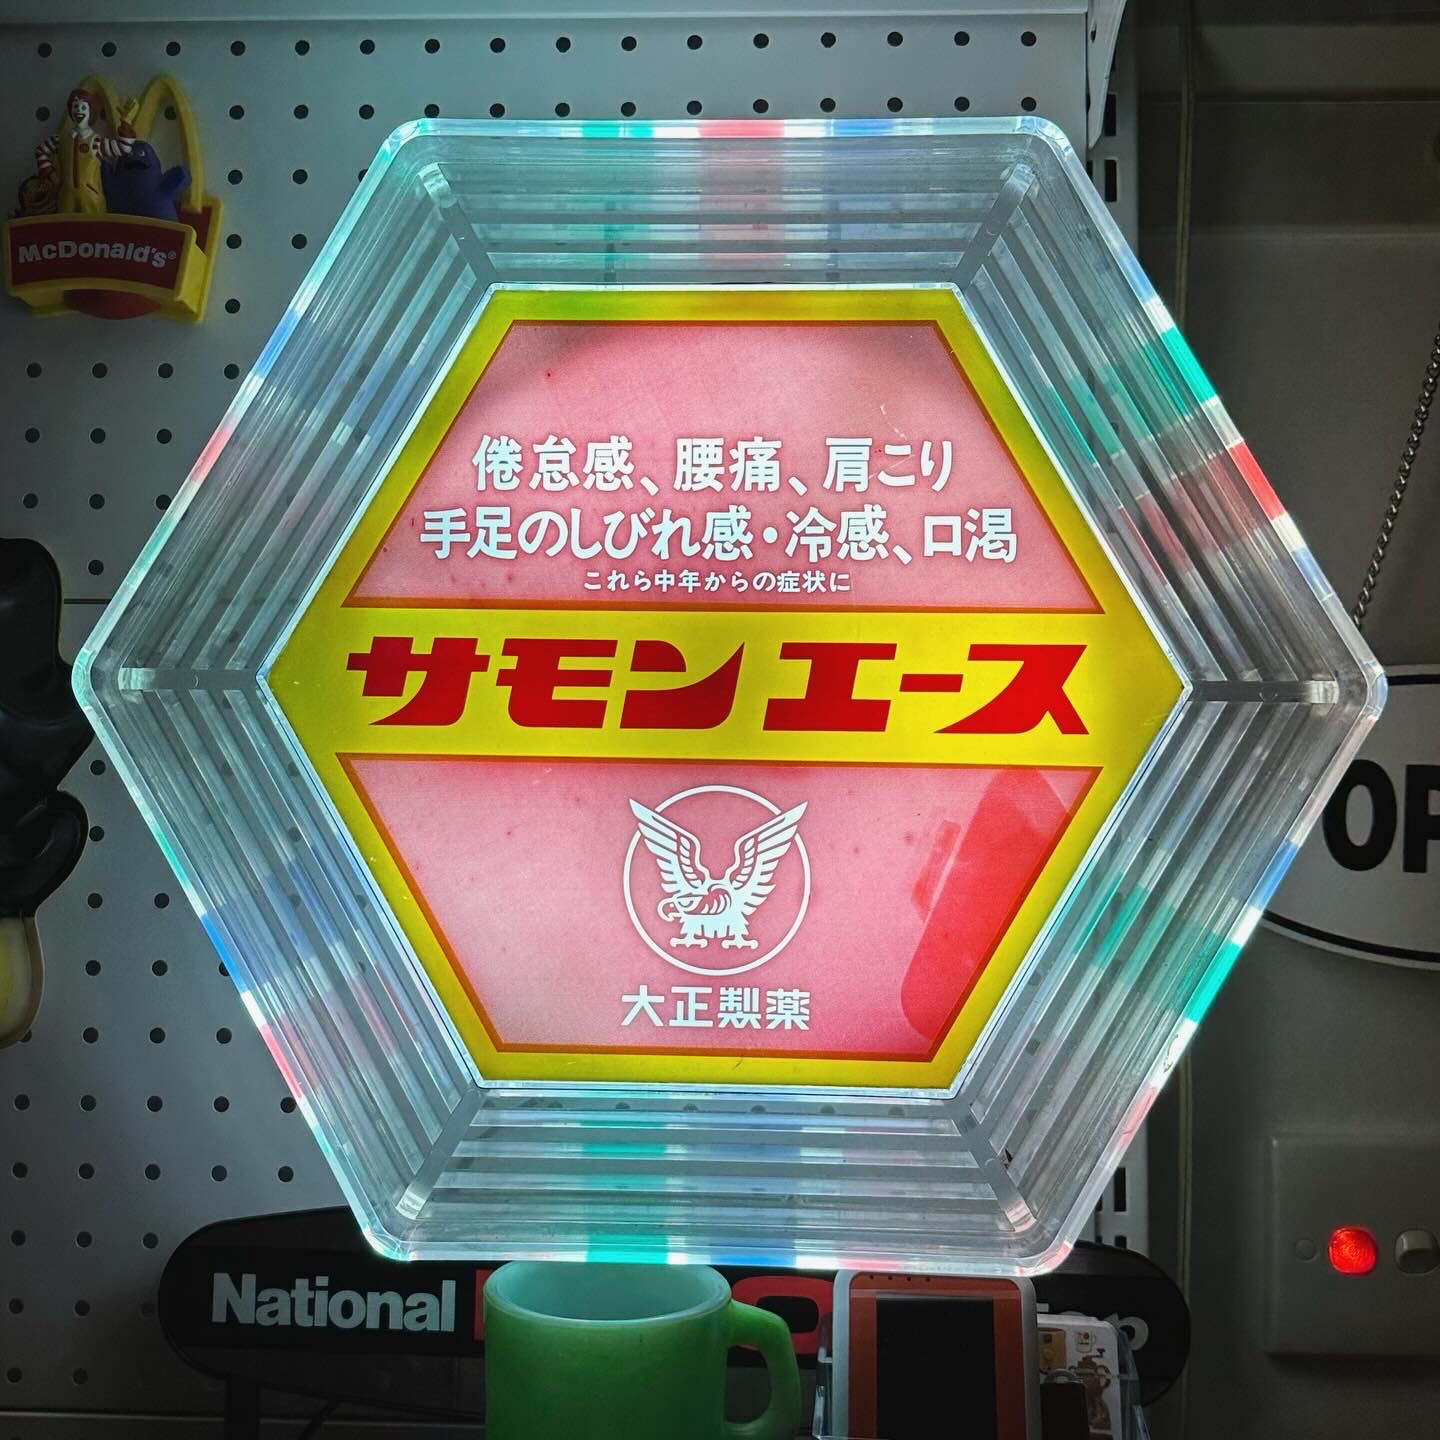 McDonald's®
倦怠感、腰痛、肩こり
手足のしびれ感・冷感、口渇
これら中年からの症状に
サモンエース
大正製薬
OP
National